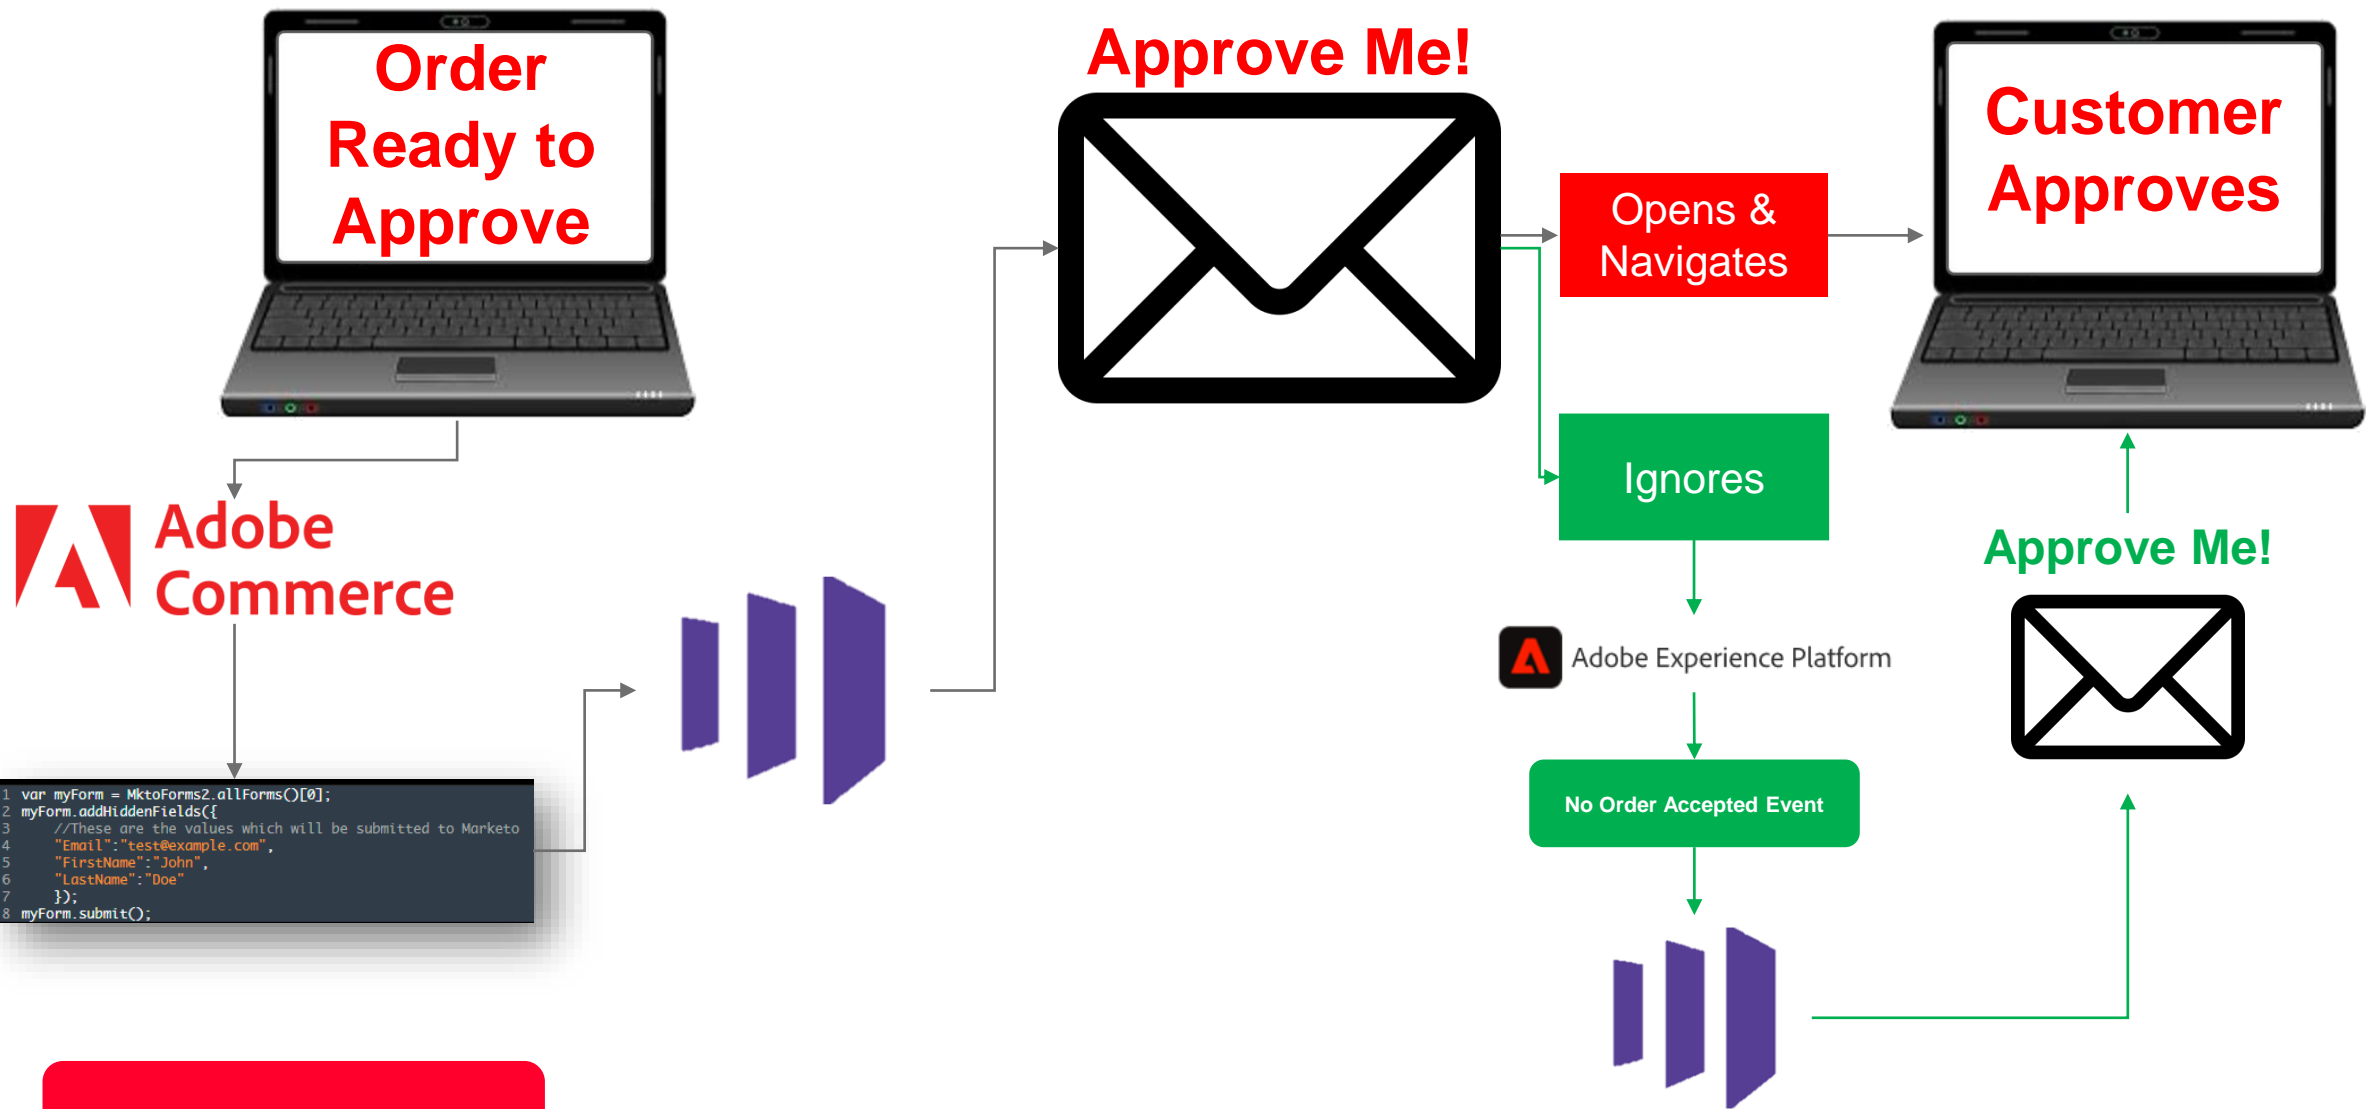 Order
Ready to
Approve
Approve Me!
Customer
Approves
Opens &
Navigates
Ignores
Adobe
Commerce
Approve Me!
Adobe Experience Platform
No Order Accepted Event
1 var myForm = MktoForms2.allForms()[0];
2 myForm.addHiddenFields({
3 //These are the values which will be submitted to Marketo
4 "Email":"test@example.com",
5 "FirstName":"John",
6 "LastName":"Doe"
7 });
8 myForm.submit();